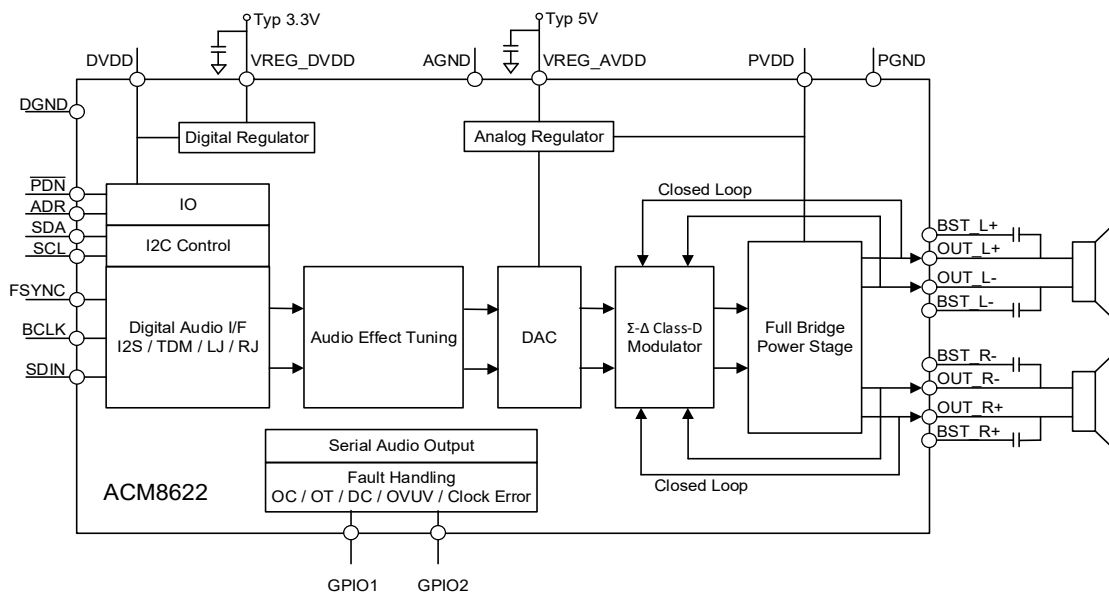 Typ 3.3V
Typ 5V
DVDD
VREG_DVDD
AGND
VREG_AVDD
PVDD
PGND
DGND
Digital Regulator
Analog Regulator
PDN
ADR
SDA
SCL
FSYNC
BCLK
SDIN
IO
I2C Control
Digital Audio I/F
I2S / TDM / LJ / RJ
Audio Effect Tuning
DAC
Closed Loop
Σ-Δ Class-D
Modulator
Full Bridge
Power Stage
Closed Loop
BST_L+
OUT_L+
OUT_L-
BST_L-
BST_R-
OUT_R-
OUT_R+
BST_R+
Serial Audio Output
Fault Handling
OC / OT / DC / OVUV / Clock Error
ACM8622
GPIO1
GPIO2